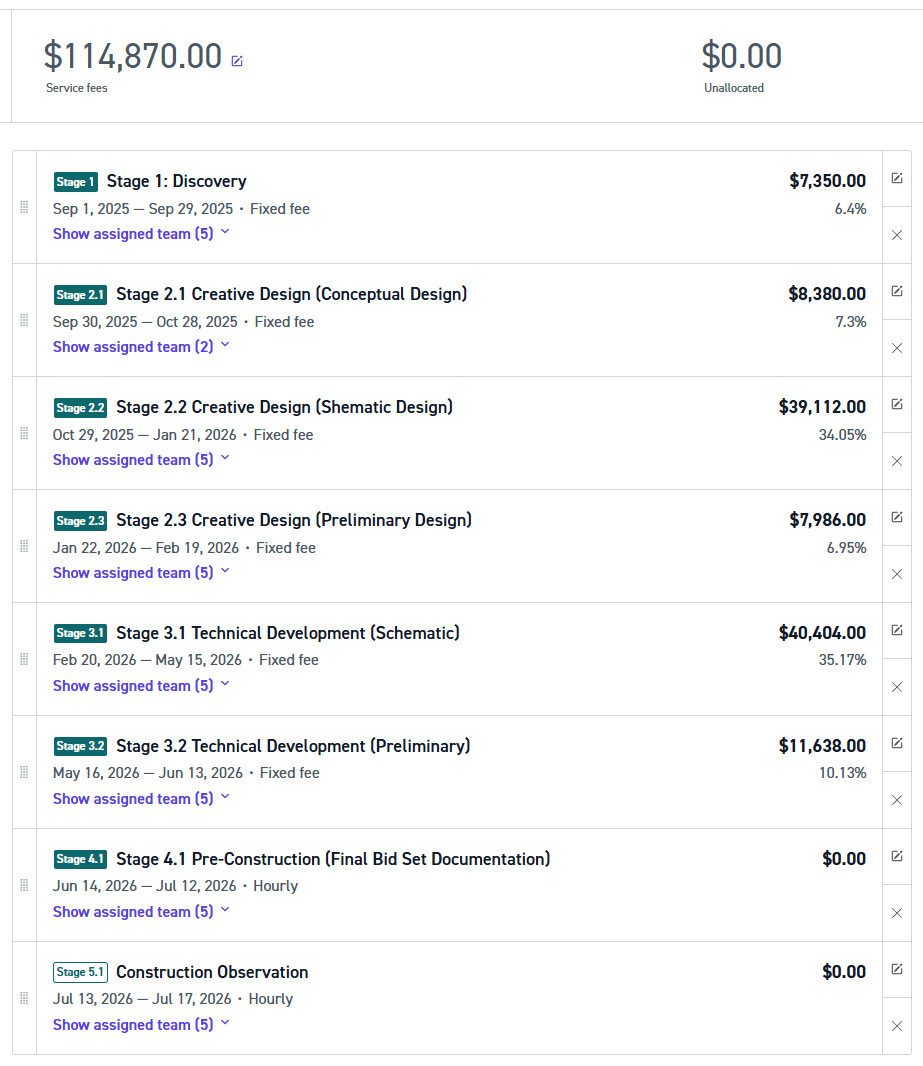 $114,870.00
Service fees
$0.00
Unallocated
Stage 1 Stage 1: Discovery $7,350.00
Sep 1, 2025 — Sep 29, 2025 · Fixed fee 6.4%
Show assigned team (5)
Stage 2.1 Stage 2.1 Creative Design (Conceptual Design) $8,380.00
Sep 30, 2025 — Oct 28, 2025 · Fixed fee 7.3%
Show assigned team (2)
Stage 2.2 Stage 2.2 Creative Design (Shematic Design) $39,112.00
Oct 29, 2025 — Jan 21, 2026 · Fixed fee 34.05%
Show assigned team (5)
Stage 2.3 Stage 2.3 Creative Design (Preliminary Design) $7,986.00
Jan 22, 2026 — Feb 19, 2026 · Fixed fee 6.95%
Show assigned team (5)
Stage 3.1 Stage 3.1 Technical Development (Schematic) $40,404.00
Feb 20, 2026 — May 15, 2026 · Fixed fee 35.17%
Show assigned team (5)
Stage 3.2 Stage 3.2 Technical Development (Preliminary) $11,638.00
May 16, 2026 — Jun 13, 2026 · Fixed fee 10.13%
Show assigned team (5)
Stage 4.1 Stage 4.1 Pre-Construction (Final Bid Set Documentation) $0.00
Jun 14, 2026 — Jul 12, 2026 · Hourly
Show assigned team (5)
Stage 5.1 Construction Observation $0.00
Jul 13, 2026 — Jul 17, 2026 · Hourly
Show assigned team (5)